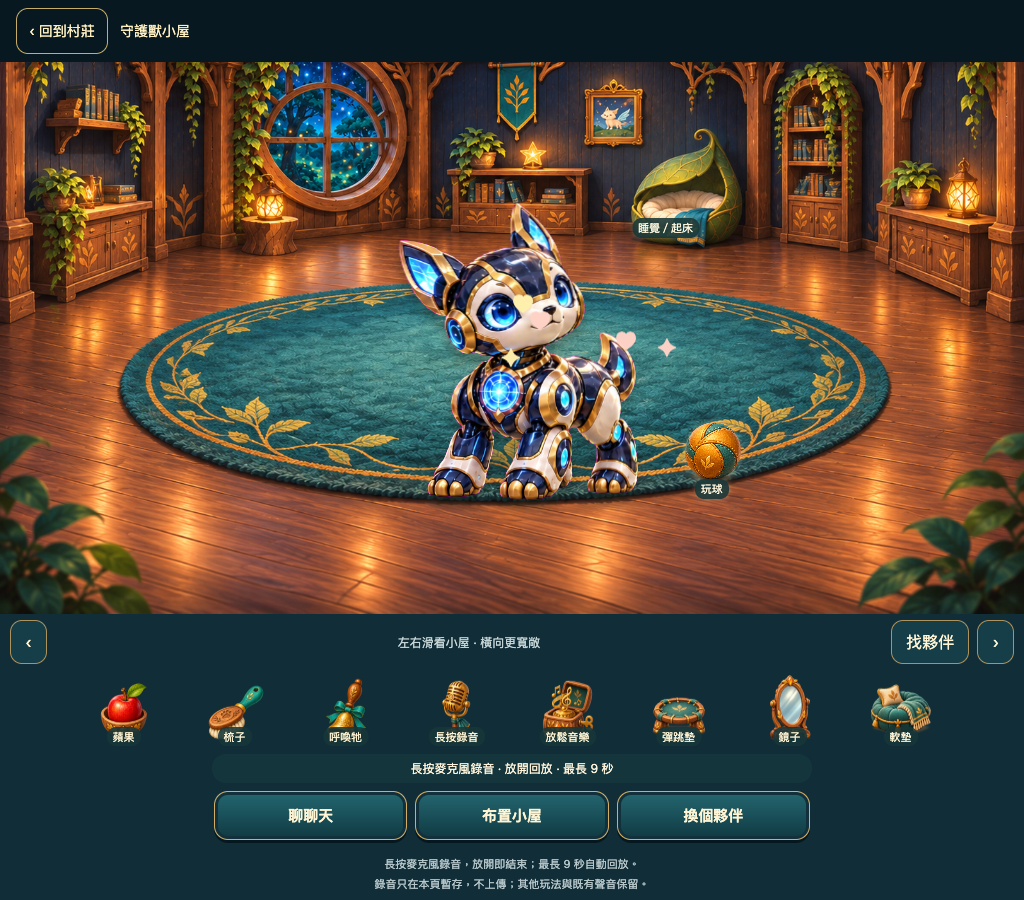 ‹ 回到村莊
守護獸小屋
睡覺 / 起床
玩球
‹
左右滑看小屋 · 橫向更寬敞
找夥伴
›
蘋果
梳子
呼喚牠
長按錄音
放鬆音樂
彈跳墊
鏡子
軟墊
長按麥克風錄音 · 放開回放 · 最長 9 秒
聊聊天
布置小屋
換個夥伴
長按麥克風錄音，放開即結束；最長 9 秒自動回放。
錄音只在本頁暫存，不上傳；其他玩法與既有聲音保留。